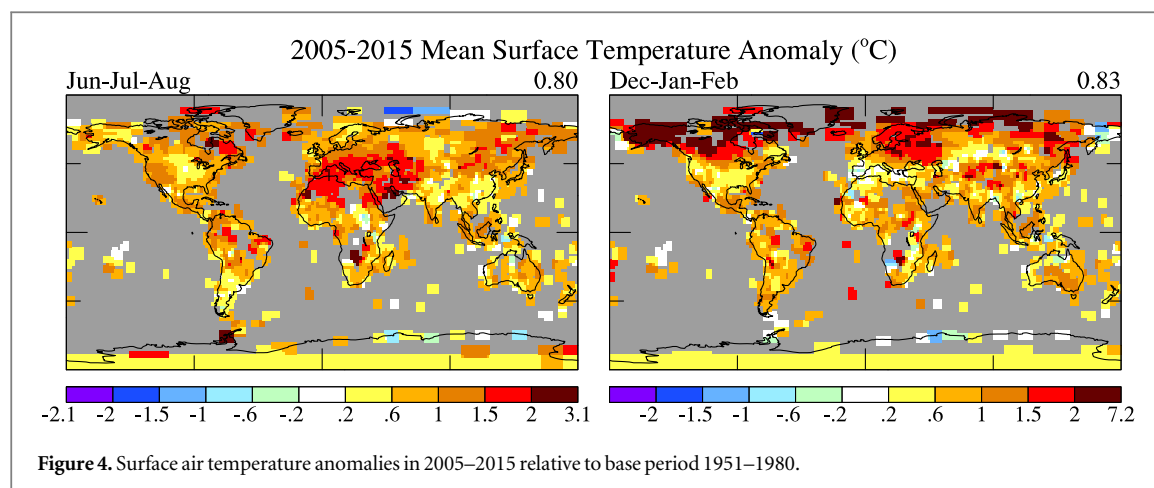 2005-2015 Mean Surface Temperature Anomaly (°C)
Jun-Jul-Aug 0.80 Dec-Jan-Feb 0.83
-2.1 -2 -1.5 -1 -.6 -.2 .2 .6 1 1.5 2 3.1 -2 -1.5 -1 -.6 -.2 .2 .6 1 1.5 2 7.2
Figure 4. Surface air temperature anomalies in 2005–2015 relative to base period 1951–1980.